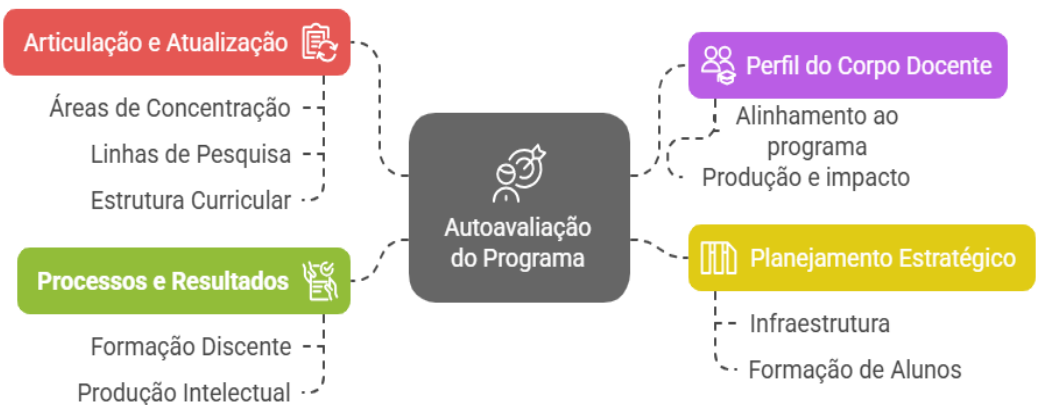 Articulação e Atualização
Áreas de Concentração
Linhas de Pesquisa
Estrutura Curricular
Processos e Resultados
Formação Discente
Produção Intelectual
Autoavaliação
do Programa
Perfil do Corpo Docente
Alinhamento ao
programa
Produção e impacto
Planejamento Estratégico
Infraestrutura
Formação de Alunos